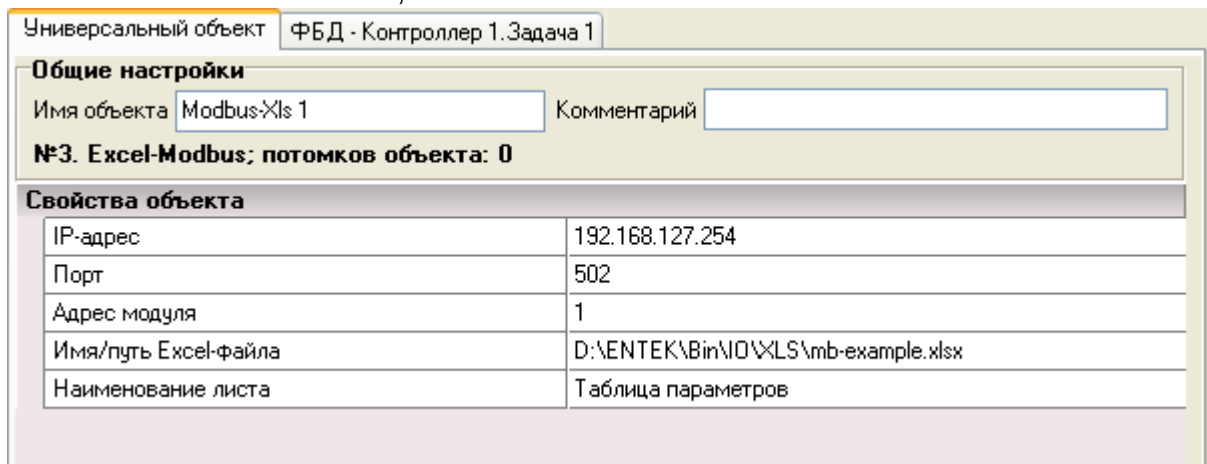 Универсальный объект ФБД - Контроллер 1.Задача 1
Общие настройки
Имя объекта Modbus-Xls 1 Комментарий
№3. Excel-Modbus; потомков объекта: 0
Свойства объекта
IP-адрес 192.168.127.254
Порт 502
Адрес модуля 1
Имя/путь Excel-файла D:\ENTEK\Bin\IO\XLS\mb-example.xlsx
Наименование листа Таблица параметров